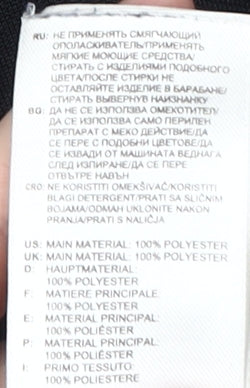 RU: НЕ ПРИМЕНЯТЬ СМЯГЧАЮЩИЙ
ОПОЛАСКИВАТЕЛЬ/ПРИМЕНЯТЬ
МЯГКИЕ МОЮЩИЕ СРЕДСТВА/
СТИРАТЬ С ИЗДЕЛИЯМИ ПОДОБНОГО
ЦВЕТА/ПОСЛЕ СТИРКИ НЕ
ОСТАВЛЯЙТЕ ИЗДЕЛИЕ В БАРАБАНЕ/
СТИРАТЬ ВЫВЕРНУВ НАИЗНАНКУ
BG: ДА НЕ СЕ ИЗПОЛЗВА ОМЕКОТИТЕЛ/
ДА СЕ ИЗПОЛЗВА САМО ПЕРИЛЕН
ПРЕПАРАТ С МЕКО ДЕЙСТВИЕ/ДА
СЕ ПЕРЕ С ПОДОБНИ ЦВЕТОВЕ/ДА
СЕ ИЗВАДИ ОТ МАШИНАТА ВЕДНАГА
СЛЕД ИЗПИРАНЕ/ДА СЕ ПЕРЕ
ОТВЪТРЕ НАВЪН
CRO: NE KORISTITI OMEKŠIVAČ/KORISTITI
BLAGI DETERGENT/PRATI SA SLIČNIM
BOJAMA/ODMAH UKLONITE NAKON
PRANJA/PRATI S NALIČJA
US: MAIN MATERIAL: 100% POLYESTER
UK: MAIN MATERIAL: 100% POLYESTER
D: HAUPTMATERIAL:
100% POLYESTER
F: MATIERE PRINCIPALE:
100% POLYESTER
E: MATERIAL PRINCIPAL:
100% POLIÉSTER
P: MATERIAL PRINCIPAL:
100% POLIÉSTER
I: PRIMO TESSUTO:
100% POLIESTERE